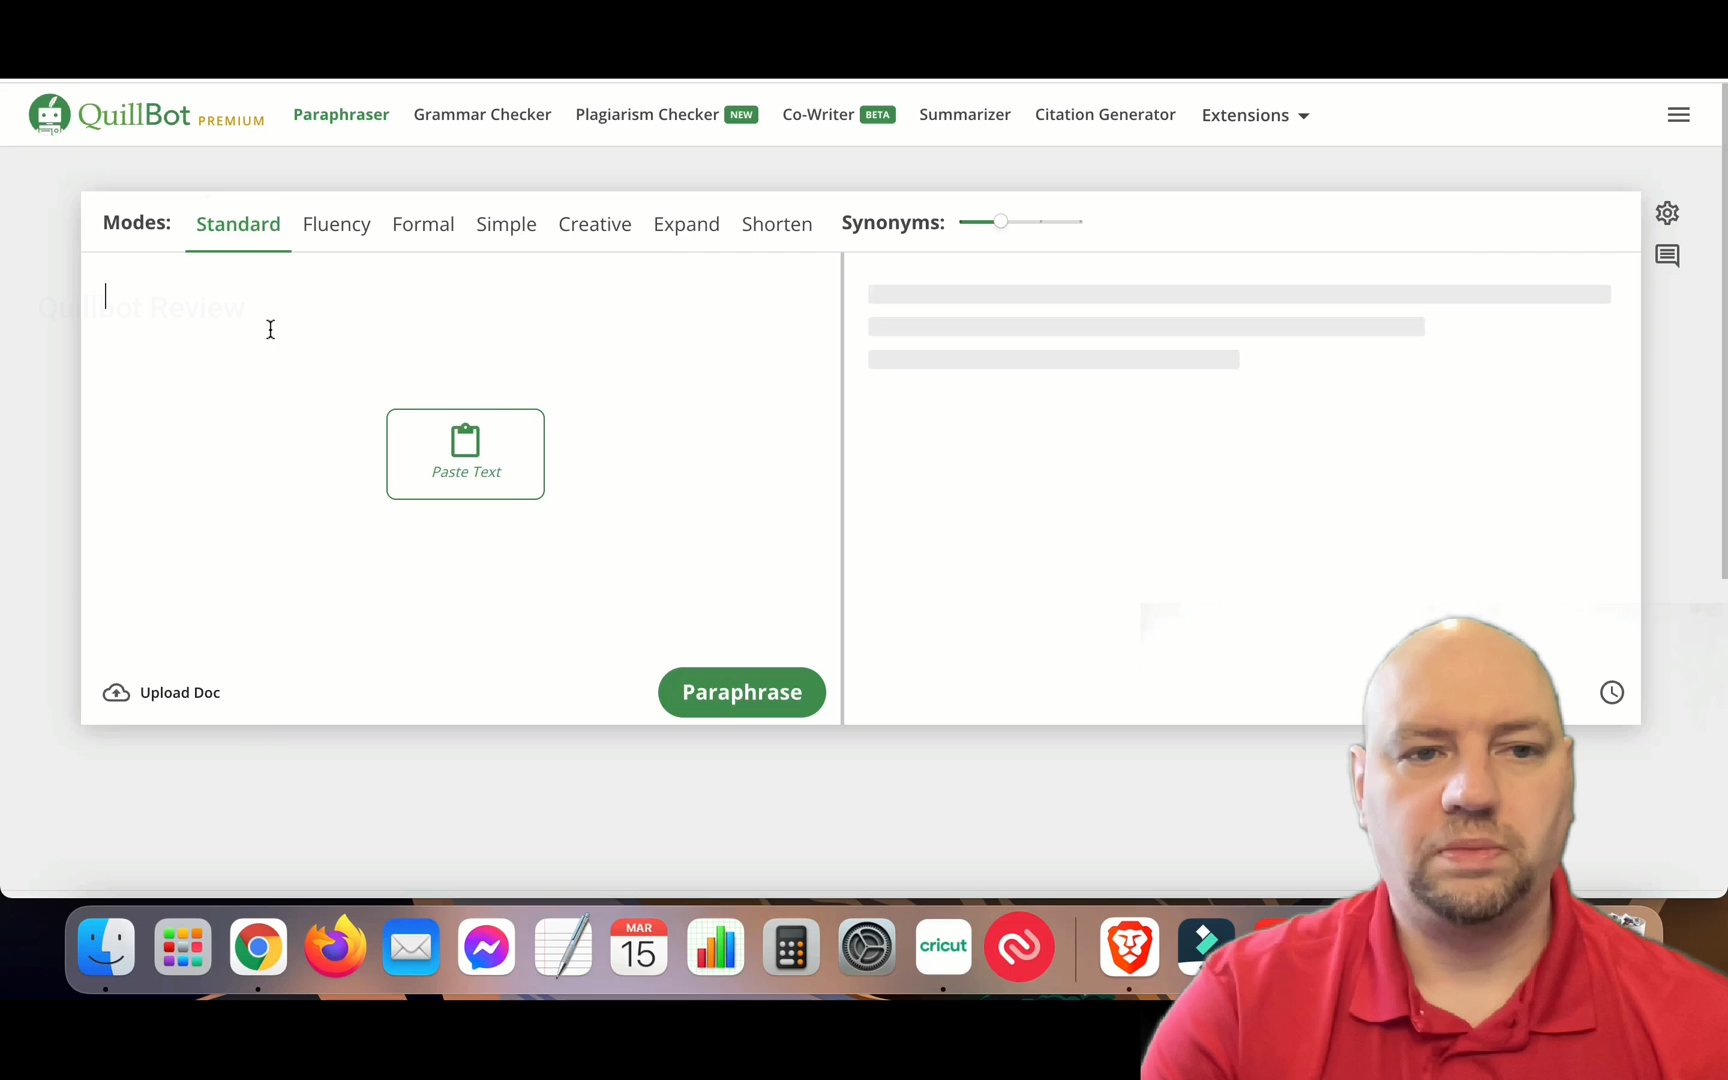 QuillBot PREMIUM Paraphraser Grammar Checker Plagiarism Checker NEW Co-Writer BETA Summarizer Citation Generator Extensions
Modes: Standard Fluency Formal Simple Creative Expand Shorten Synonyms:
Quillbot Review
Paste Text
Upload Doc Paraphrase
MAR
15
cricut